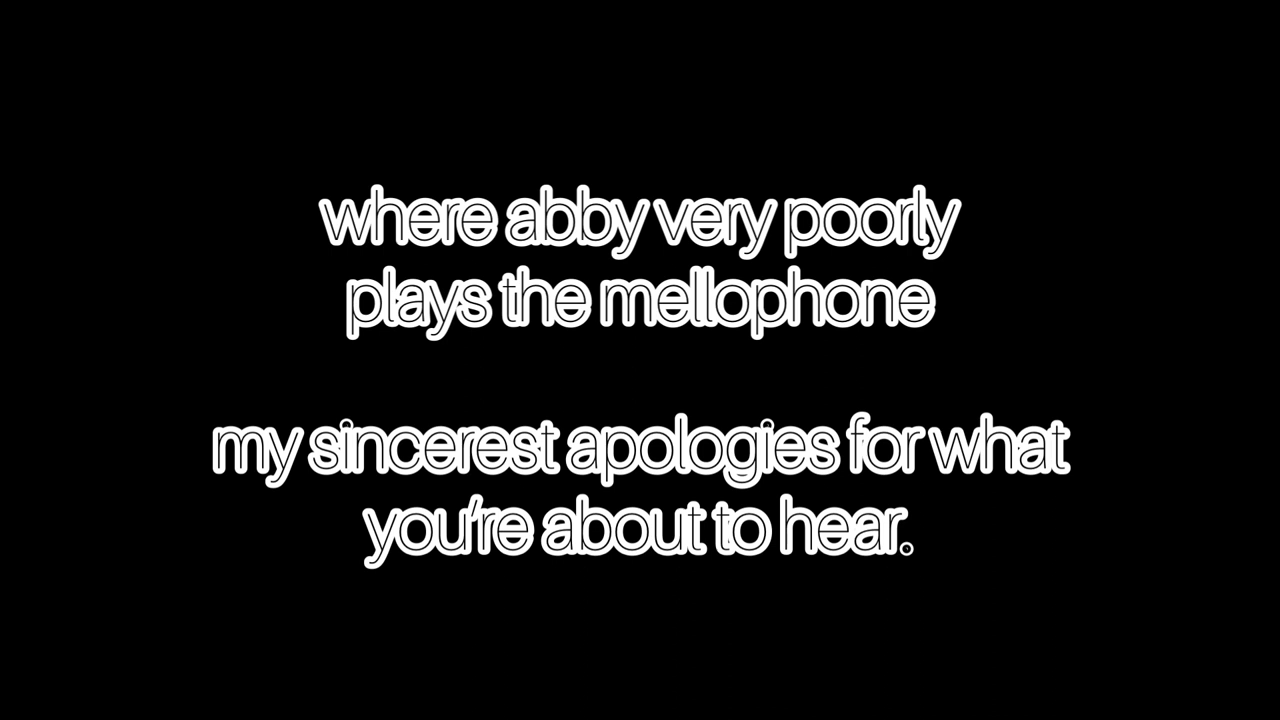 where abby very poorly
plays the mellophone
my sincerest apologies for what
you're about to hear.